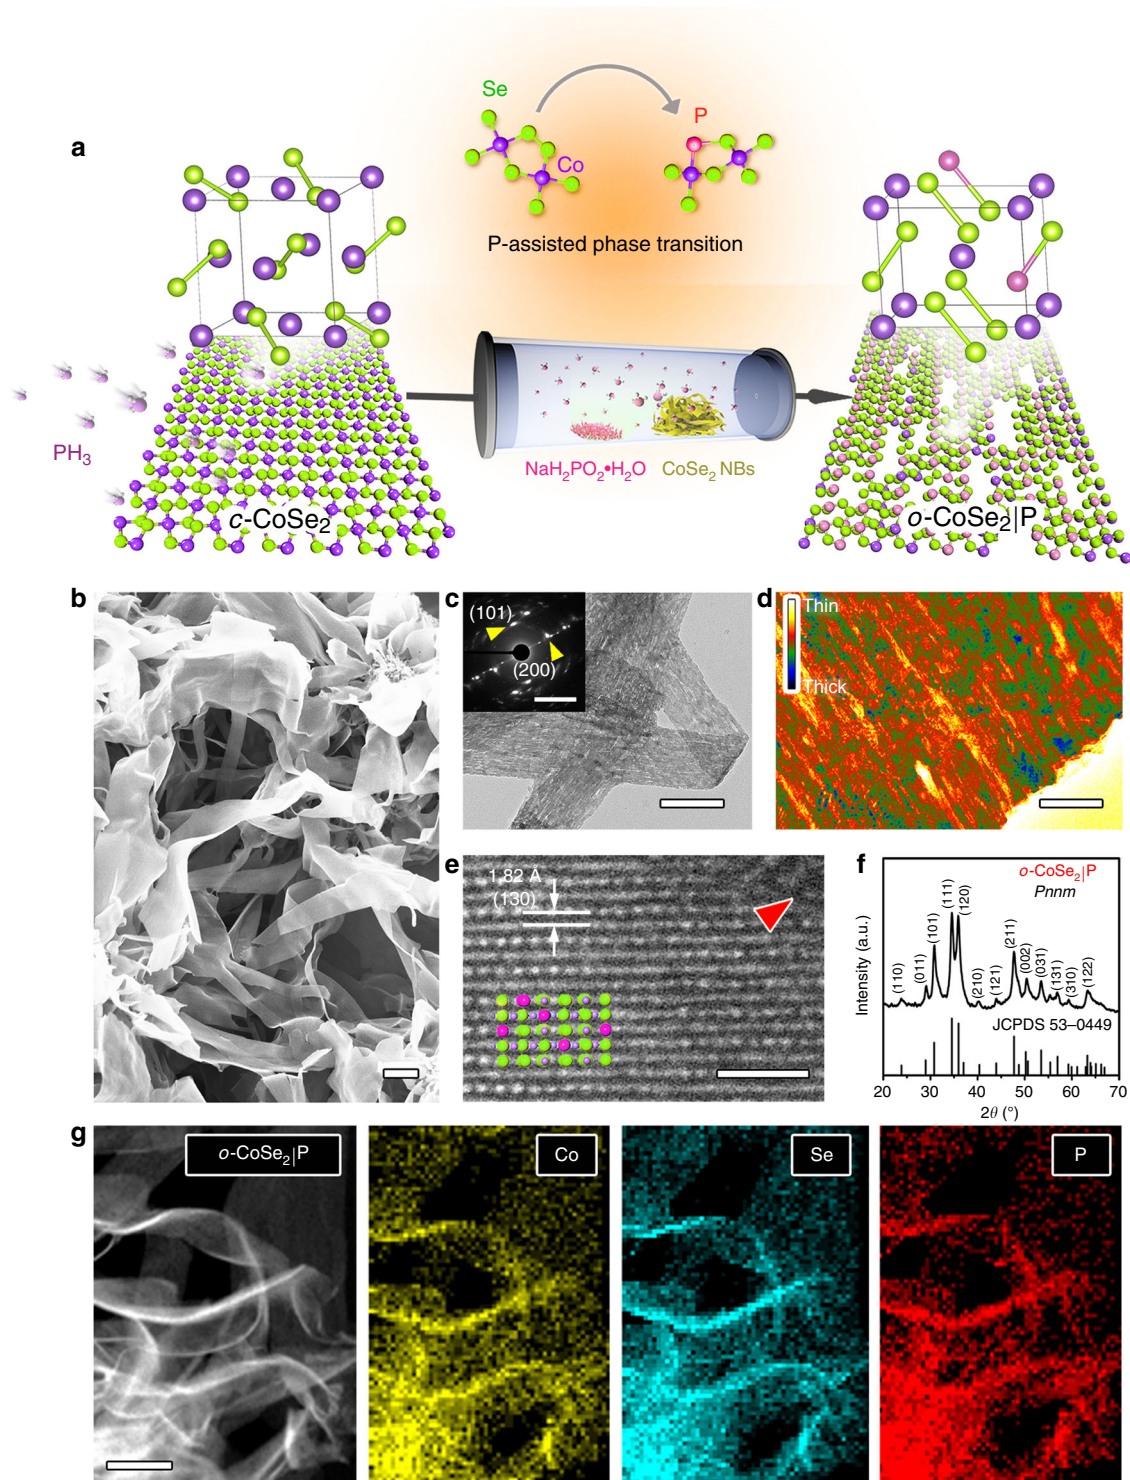 a
Se
P
Co
P-assisted phase transition
PH₃
NaH₂PO₂•H₂O
CoSe₂ NBs
c-CoSe₂
o-CoSe₂|P
b
c
(101)
(200)
d
Thin
Thick
e
1.82 Å
(130)
f
o-CoSe₂|P
Pnnm
Intensity (a.u.)
(110)
(011)
(101)
(111)
(120)
(210)
(121)
(211)
(002)
(031)
(131)
(310)
(122)
JCPDS 53–0449
20 30 40 50 60 70
2θ (°)
g
o-CoSe₂|P
Co
Se
P